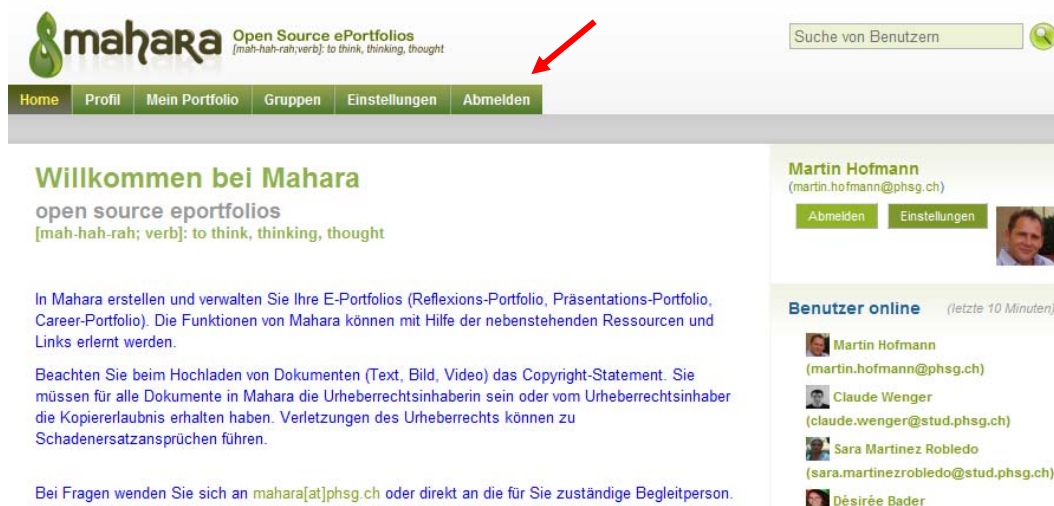 mahara
Open Source ePortfolios
[mah-hah-rah;verb]: to think, thinking, thought
Suche von Benutzern
Home Profil Mein Portfolio Gruppen Einstellungen Abmelden
Willkommen bei Mahara
open source eportfolios
[mah-hah-rah; verb]: to think, thinking, thought
In Mahara erstellen und verwalten Sie Ihre E-Portfolios (Reflexions-Portfolio, Präsentations-Portfolio,
Career-Portfolio). Die Funktionen von Mahara können mit Hilfe der nebenstehenden Ressourcen und
Links erlernt werden.
Beachten Sie beim Hochladen von Dokumenten (Text, Bild, Video) das Copyright-Statement. Sie
müssen für alle Dokumente in Mahara die Urheberrechtsinhaberin sein oder vom Urheberrechtsinhaber
die Kopiererlaubnis erhalten haben. Verletzungen des Urheberrechts können zu
Schadenersatzansprüchen führen.
Bei Fragen wenden Sie sich an mahara[at]phsg.ch oder direkt an die für Sie zuständige Begleitperson.
Martin Hofmann
(martin.hofmann@phsg.ch)
Abmelden Einstellungen
Benutzer online (letzte 10 Minuten)
Martin Hofmann
(martin.hofmann@phsg.ch)
Claude Wenger
(claude.wenger@stud.phsg.ch)
Sara Martinez Robledo
(sara.martinezrobledo@stud.phsg.ch)
Désirée Bader